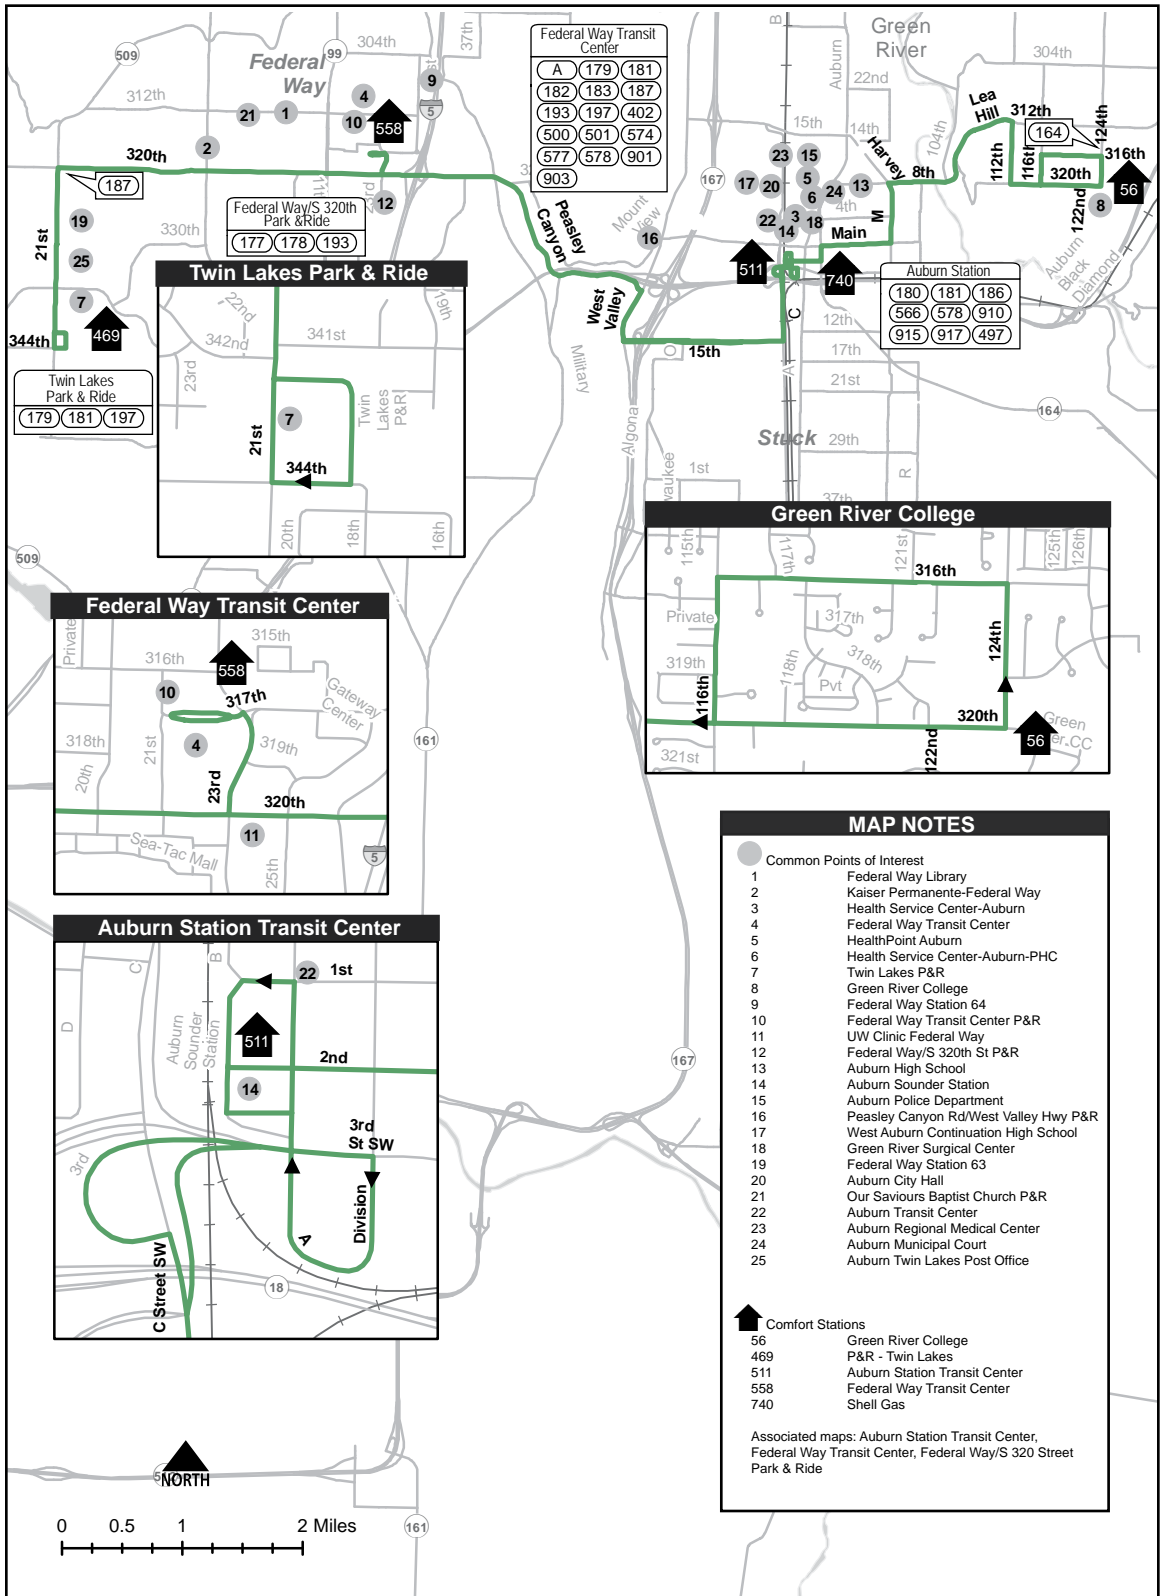 509
99
304th
37th
Federal
Way
312th
21
1
4
10
558
9
5
2
320th
187
11th
23rd
12
19
21st
25
330th
7
469
344th
Federal Way/S 320th
Park &Ride
177 178 193
Twin Lakes
Park & Ride
179 181 197
Federal Way Transit
Center
A 179 181
182 183 187
193 197 402
500 501 574
577 578 901
903
Peasley
Canyon
West
Valley
15th
Military
Algona
Mount
View
16
167
B
Auburn
Green
River
22nd
15th
14th
304th
Lea
Hill
312th
124th
164
316th
104th
112th
116th
320th
122nd
56
8
Harvey
8th
23
15
17
20
5
6
24
13
4th
22
3
18
14
M
Main
511
740
C
12th
17th
A
21st
O
Stuck
29th
R
1st
37th
164
Auburn
Black
Diamond
Auburn Station
180 181 186
566 578 910
915 917 497
Twin Lakes Park & Ride
22nd
19th
342nd
341st
23rd
7
Twin
Lakes
P&R
21st
344th
20th
18th
16th
509
Green River College
115th
117th
121st
125th
126th
316th
Private
317th
319th
118th
318th
124th
Pvt
116th
320th
122nd
321st
56
Green
er CC
Federal Way Transit Center
Private
315th
316th
558
10
317th
Gateway
Center
318th
21st
4
319th
20th
23rd
320th
11
Sea-Tac Mall
25th
5
161
Auburn Station Transit Center
C
B
22
1st
D
Auburn
Sounder
Station
511
2nd
14
3rd
St SW
3rd
A
Division
C Street SW
18
167
MAP NOTES
Common Points of Interest
1 Federal Way Library
2 Kaiser Permanente-Federal Way
3 Health Service Center-Auburn
4 Federal Way Transit Center
5 HealthPoint Auburn
6 Health Service Center-Auburn-PHC
7 Twin Lakes P&R
8 Green River College
9 Federal Way Station 64
10 Federal Way Transit Center P&R
11 UW Clinic Federal Way
12 Federal Way/S 320th St P&R
13 Auburn High School
14 Auburn Sounder Station
15 Auburn Police Department
16 Peasley Canyon Rd/West Valley Hwy P&R
17 West Auburn Continuation High School
18 Green River Surgical Center
19 Federal Way Station 63
20 Auburn City Hall
21 Our Saviours Baptist Church P&R
22 Auburn Transit Center
23 Auburn Regional Medical Center
24 Auburn Municipal Court
25 Auburn Twin Lakes Post Office
Comfort Stations
56 Green River College
469 P&R - Twin Lakes
511 Auburn Station Transit Center
558 Federal Way Transit Center
740 Shell Gas
Associated maps: Auburn Station Transit Center,
Federal Way Transit Center, Federal Way/S 320 Street
Park & Ride
NORTH
0 0.5 1 2 Miles
161